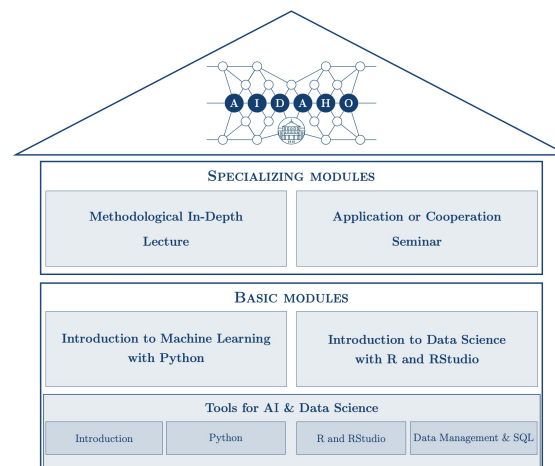 A I D A H O
Specializing modules
Methodological In-Depth
Lecture
Application or Cooperation
Seminar
Basic modules
Introduction to Machine Learning
with Python
Introduction to Data Science
with R and RStudio
Tools for AI & Data Science
Introduction
Python
R and RStudio
Data Management & SQL